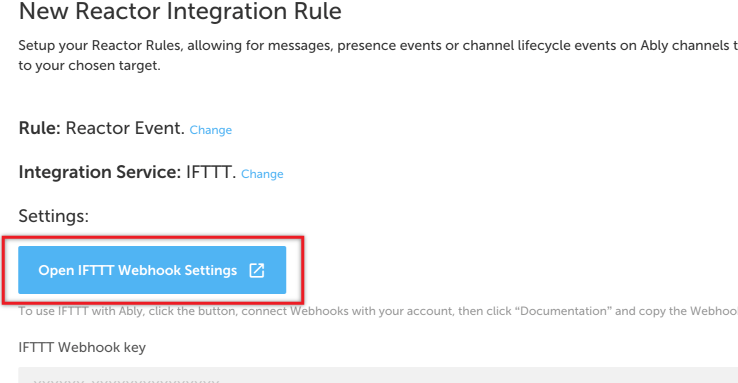 New Reactor Integration Rule
Setup your Reactor Rules, allowing for messages, presence events or channel lifecycle events on Ably channels t
to your chosen target.
Rule: Reactor Event. Change
Integration Service: IFTTT. Change
Settings:
Open IFTTT Webhook Settings
To use IFTTT with Ably, click the button, connect Webhooks with your account, then click “Documentation” and copy the Webhoo
IFTTT Webhook key